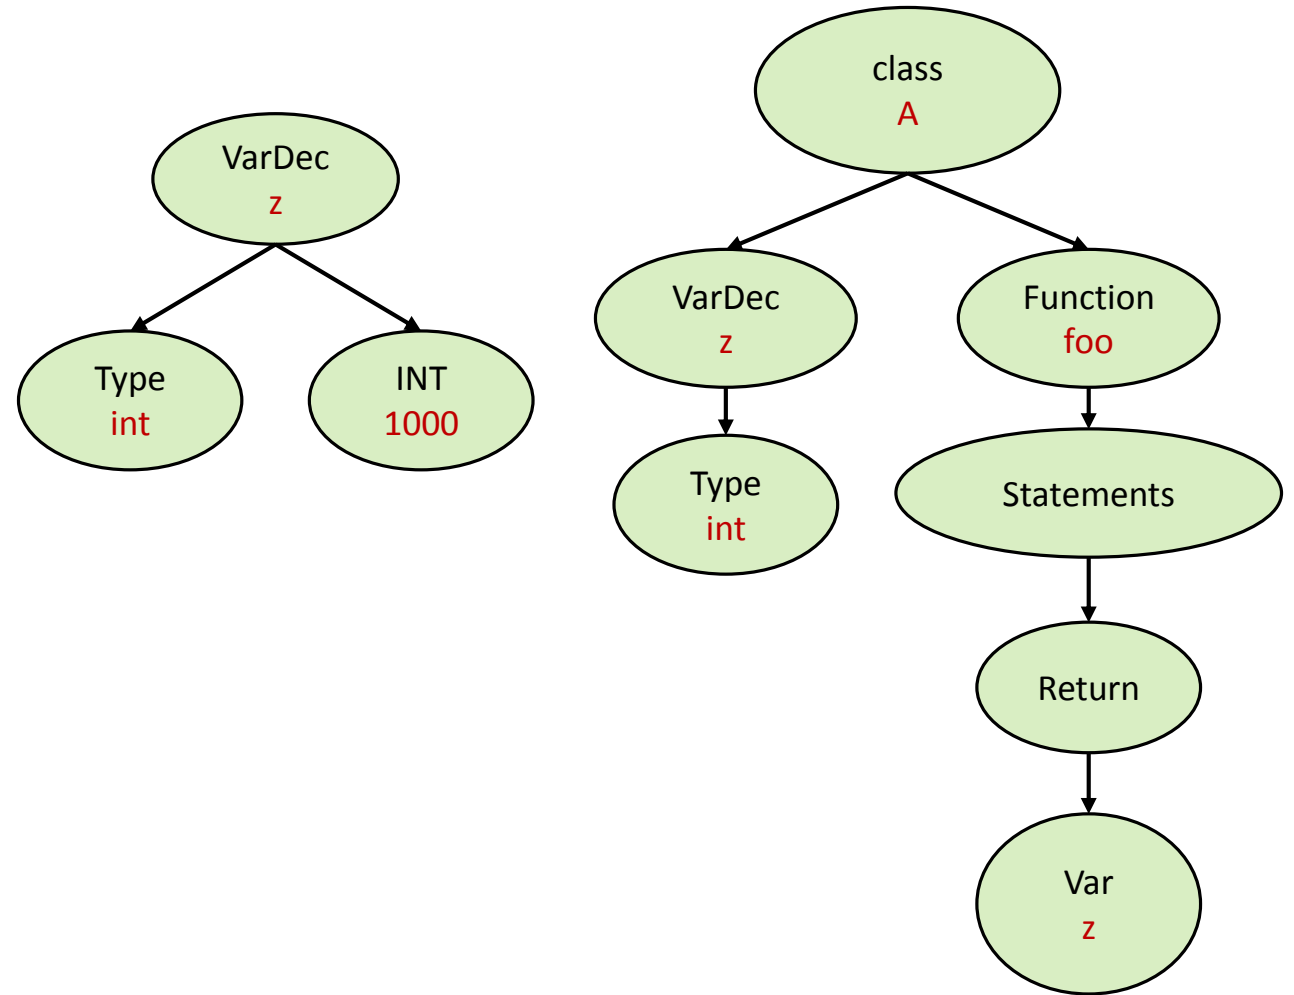 VarDec
z
Type
int
INT
1000
class
A
VarDec
z
Function
foo
Type
int
Statements
Return
Var
z